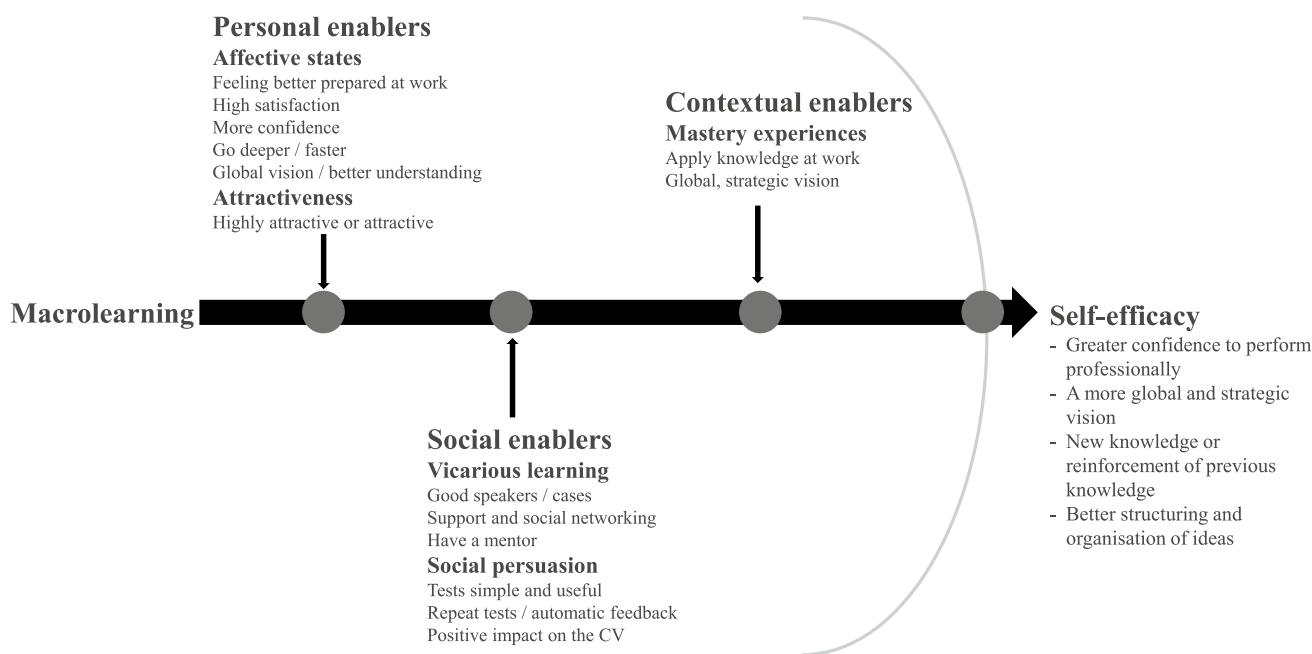 Personal enablers
Affective states
Feeling better prepared at work
High satisfaction
More confidence
Go deeper / faster
Global vision / better understanding
Attractiveness
Highly attractive or attractive
Contextual enablers
Mastery experiences
Apply knowledge at work
Global, strategic vision
Macrolearning
Social enablers
Vicarious learning
Good speakers / cases
Support and social networking
Have a mentor
Social persuasion
Tests simple and useful
Repeat tests / automatic feedback
Positive impact on the CV
Self-efficacy
- Greater confidence to perform
professionally
- A more global and strategic
vision
- New knowledge or
reinforcement of previous
knowledge
- Better structuring and
organisation of ideas